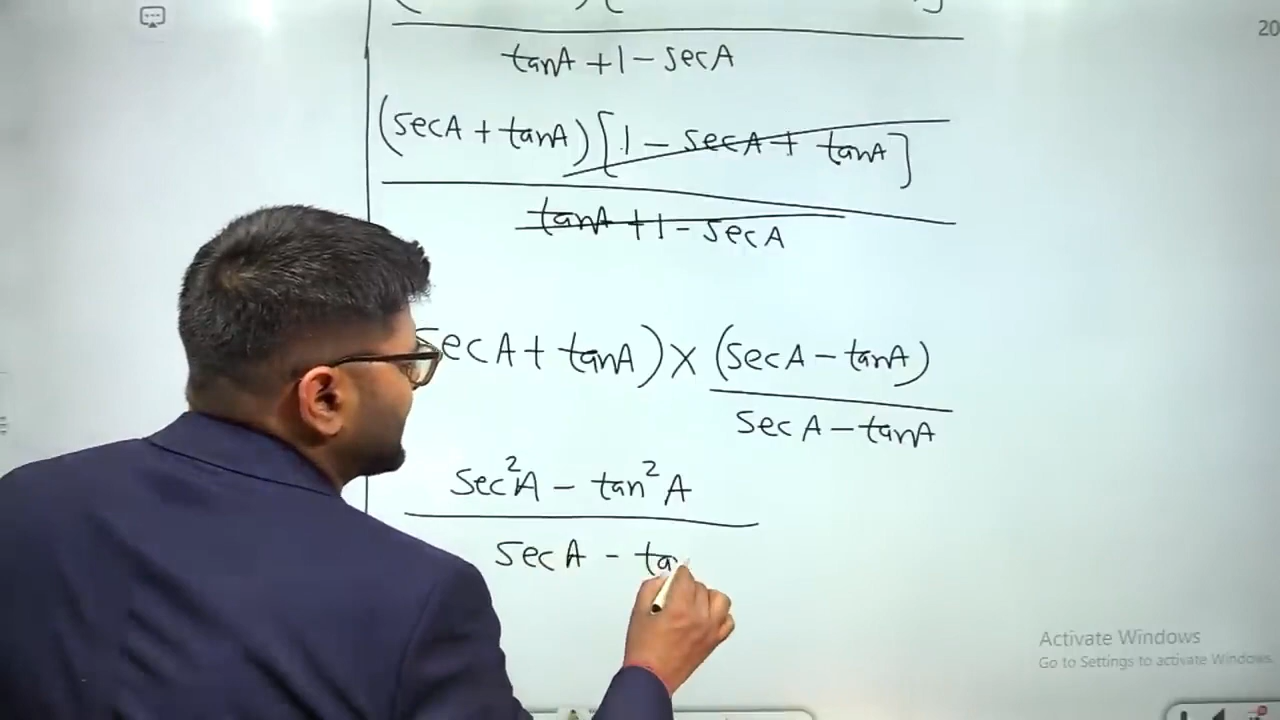 20
tanA + 1 - secA
(secA + tanA) [1 - secA + tanA]
tanA + 1 - secA
secA + tanA) × (secA - tanA)
secA - tanA
sec²A - tan²A
secA - ta
Activate Windows
Go to Settings to activate Windows.